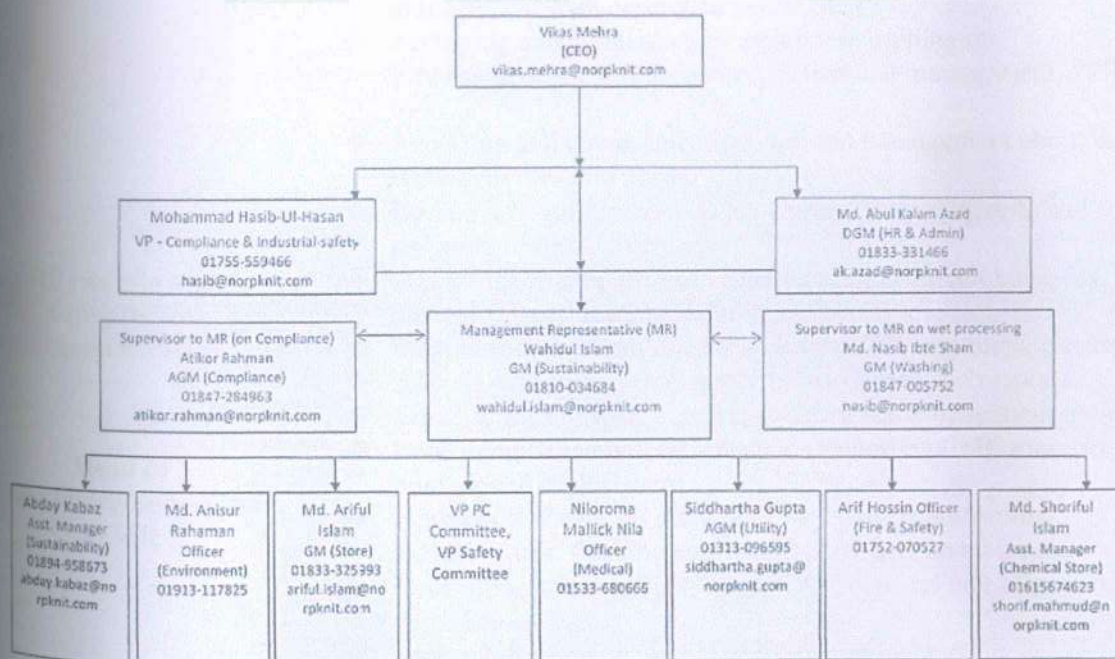 Vikas Mehra
(CEO)
vikas.mehra@norpknit.com
Mohammad Hasib-Ul-Hasan
VP - Compliance & Industrial safety
01755-559466
hasib@norpknit.com
Md. Abul Kalam Azad
DGM (HR & Admin)
01833-331466
ak.azad@norpknit.com
Supervisor to MR (on Compliance)
Atikor Rahman
AGM (Compliance)
01847-284963
atikor.rahman@norpknit.com
Management Representative (MR)
Wahidul Islam
GM (Sustainability)
01810-034684
wahidul.islam@norpknit.com
Supervisor to MR on wet processing
Md. Nasib Ibte Sham
GM (Washing)
01847-005752
nasib@norpknit.com
Abday Kabaz
Asst. Manager
(Sustainability)
01894-958673
abday.kabaz@no
rpknit.com
Md. Anisur
Rahaman
Officer
(Environment)
01913-117825
Md. Ariful
Islam
GM (Store)
01833-325393
ariful.islam@no
rpknit.com
VP PC
Committee,
VP Safety
Committee
Niloroma
Mallick Nila
Officer
(Medical)
01533-680666
Siddhartha Gupta
AGM (Utility)
01313-096595
siddhartha.gupta@
norpknit.com
Arif Hossin Officer
(Fire & Safety)
01752-070527
Md. Shoriful
Islam
Asst. Manager
(Chemical Store)
01615674623
shorif.mahmud@n
orpknit.com